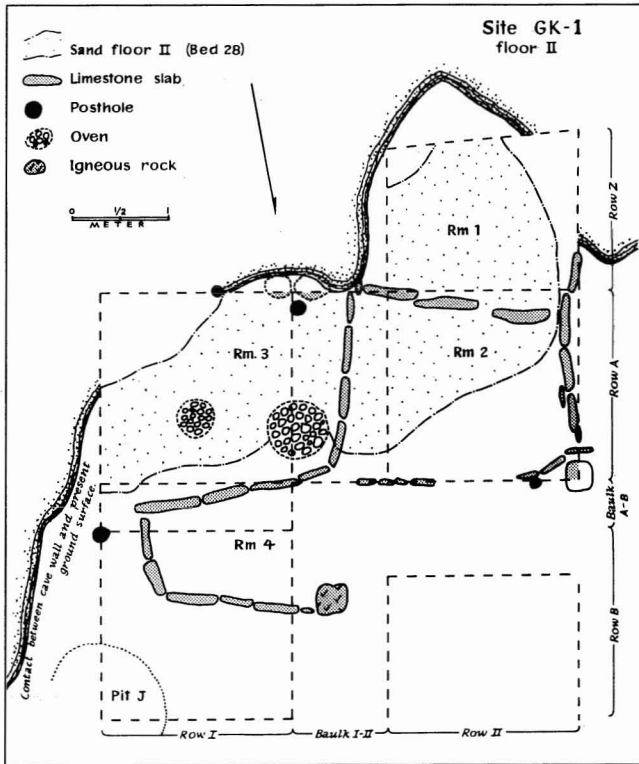 Site GK-1
floor II
Sand floor II (Bed 28)
Limestone slab
Posthole
Oven
Igneous rock
0 1/2
METER
Rm 1
Row Z
Rm. 3
Rm 2
Row A
Contact between cave wall and present
ground surface.
Baulk
A-B
Rm 4
Row B
Pit J
Row I
Baulk I-II
Row II